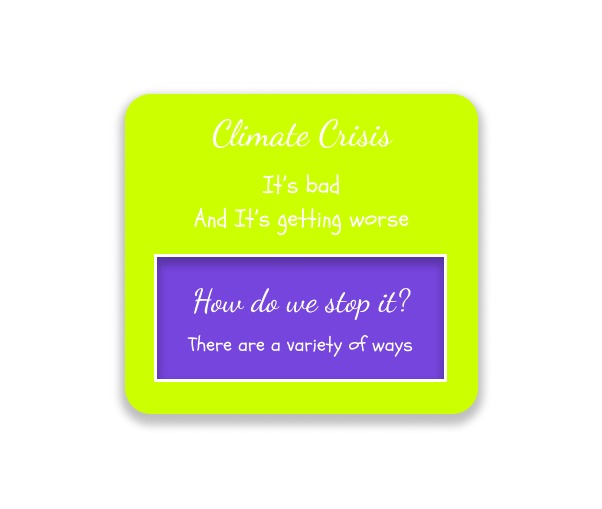 Climate Crisis
It's bad
And It's getting worse
How do we stop it?
There are a variety of ways